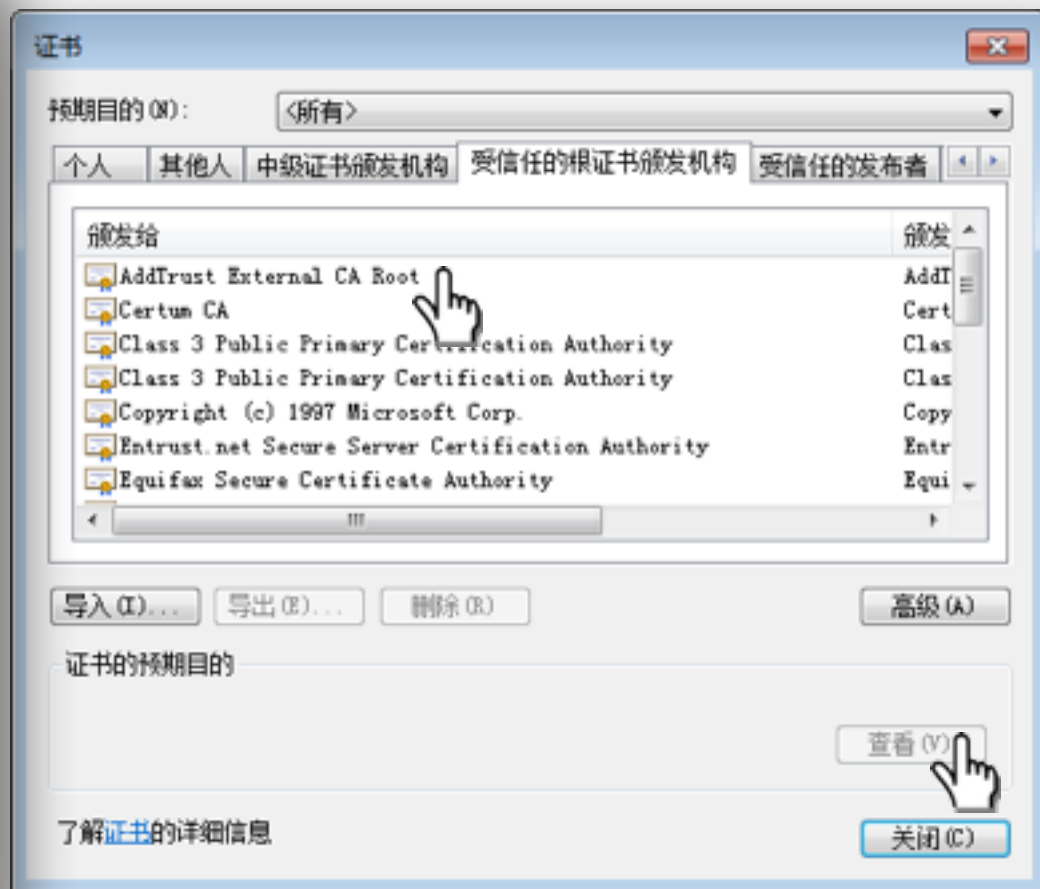 证书
预期目的(N): <所有>
个人 其他人 中级证书颁发机构 受信任的根证书颁发机构 受信任的发布者
颁发给 颁发
AddTrust External CA Root AddT
Certum CA Cert
Class 3 Public Primary Certification Authority Clas
Class 3 Public Primary Certification Authority Clas
Copyright (c) 1997 Microsoft Corp. Copy
Entrust.net Secure Server Certification Authority Entr
Equifax Secure Certificate Authority Equi
导入(I)... 导出(E)... 删除(R) 高级(A)
证书的预期目的
查看(V)
了解证书的详细信息
关闭(C)